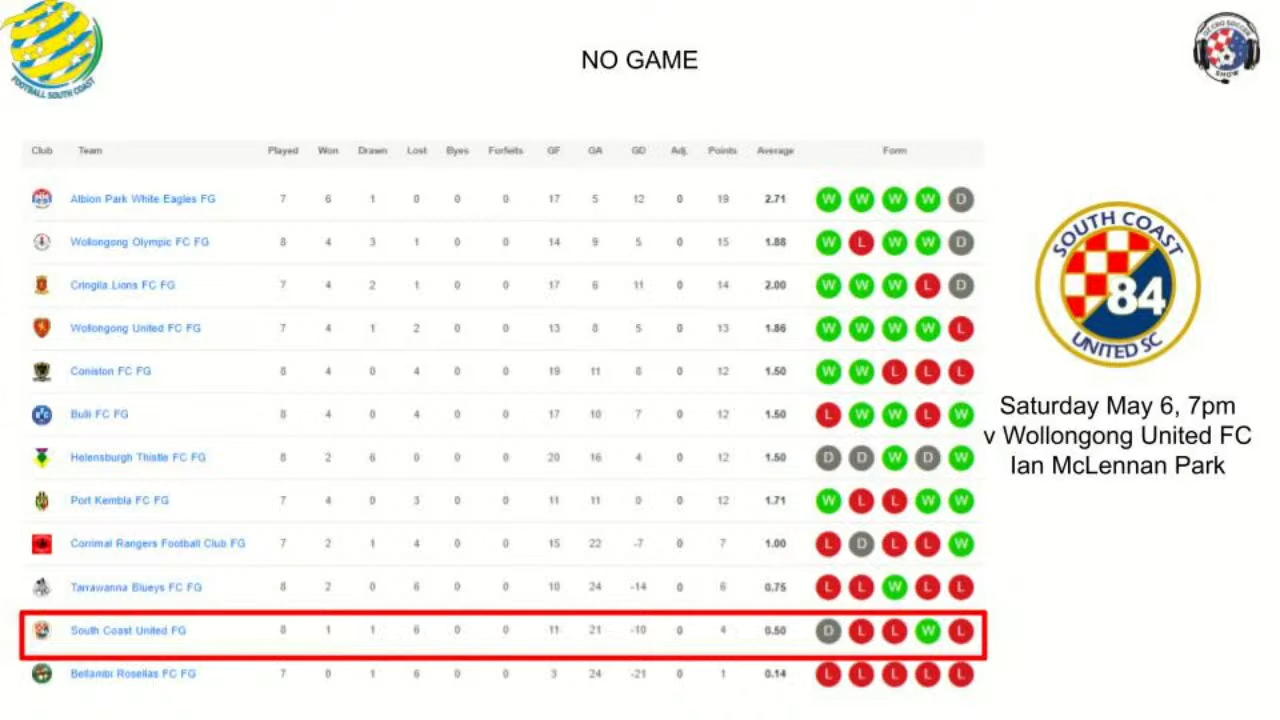 FOOTBALL SOUTH COAST
NO GAME
OZ CRO SOCCER
SHOW
Club Team Played Won Drawn Lost Byes Forfeits GF GA GD Adj. Points Average Form
Albion Park White Eagles FG 7 6 1 0 0 0 17 5 12 0 19 2.71 W W W W D
Wollongong Olympic FC FG 8 4 3 1 0 0 14 9 5 0 15 1.88 W L W W D
Cringila Lions FC FG 7 4 2 1 0 0 17 6 11 0 14 2.00 W W W L D
Wollongong United FC FG 7 4 1 2 0 0 13 8 5 0 13 1.86 W W W W L
Coniston FC FG 8 4 0 4 0 0 19 11 8 0 12 1.50 W W L L L
Bulli FC FG 8 4 0 4 0 0 17 10 7 0 12 1.50 L W W L W
Helensburgh Thistle FC FG 8 2 6 0 0 0 20 16 4 0 12 1.50 D D W D W
Port Kembla FC FG 7 4 0 3 0 0 11 11 0 0 12 1.71 W L L W W
Corrimal Rangers Football Club FG 7 2 1 4 0 0 15 22 -7 0 7 1.00 L D L L W
Tarrawanna Blueys FC FG 8 2 0 6 0 0 10 24 -14 0 6 0.75 L L W L L
South Coast United FG 8 1 1 6 0 0 11 21 -10 0 4 0.50 D L L W L
Bellambi Rosellas FC FG 7 0 1 6 0 0 3 24 -21 0 1 0.14 L L L L L
SOUTH COAST
84
UNITED SC
Saturday May 6, 7pm
v Wollongong United FC
Ian McLennan Park